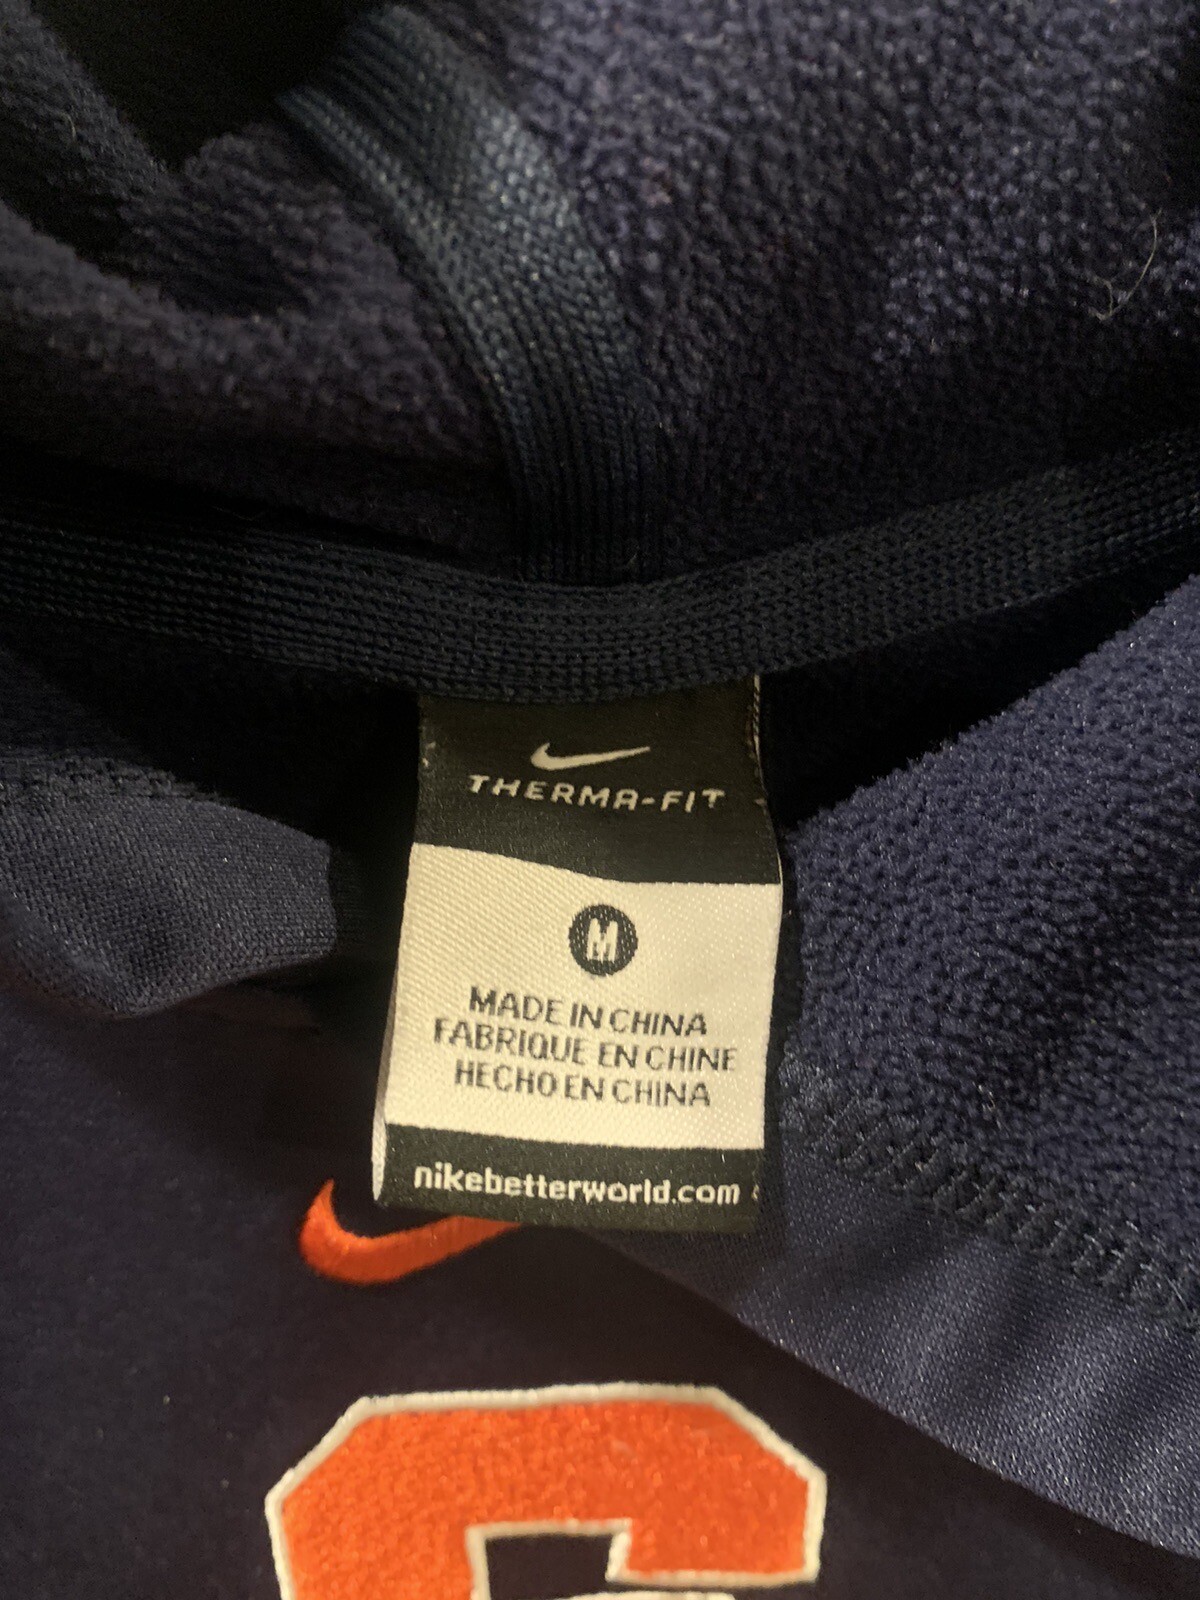 THERMA-FIT
M
MADE IN CHINA
FABRIQUE EN CHINE
HECHO EN CHINA
nikebetterworld.com